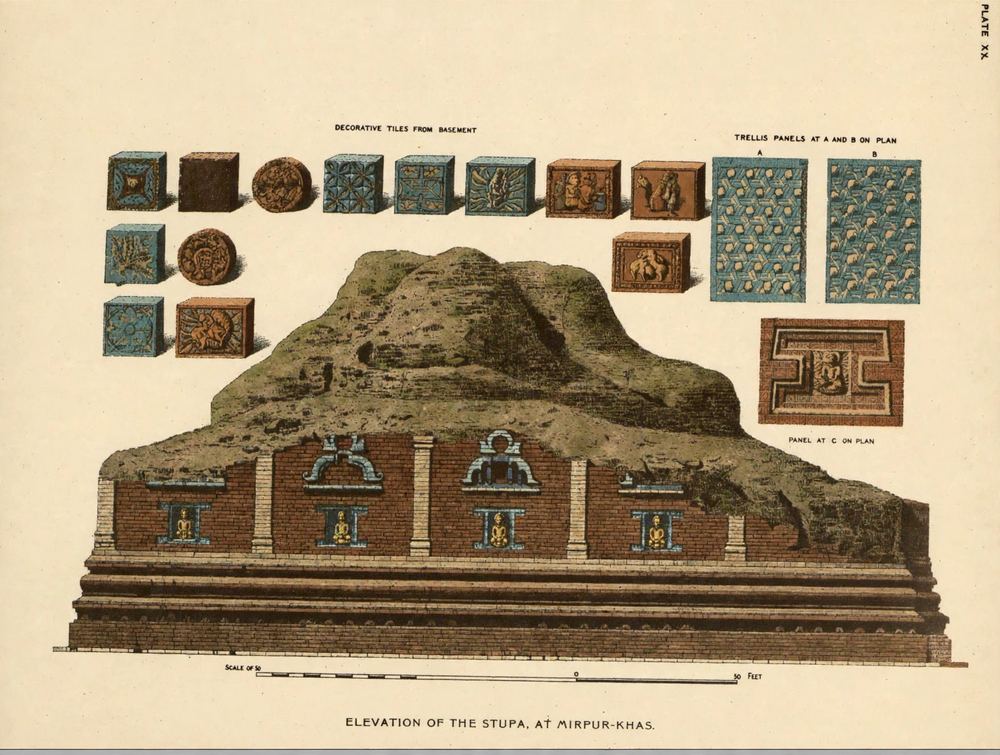 PLATE XX.
DECORATIVE TILES FROM BASEMENT
TRELLIS PANELS AT A AND B ON PLAN
A B
PANEL AT C ON PLAN
SCALE OF 50 0 50 FEET
ELEVATION OF THE STUPA, AT MIRPUR-KHAS.